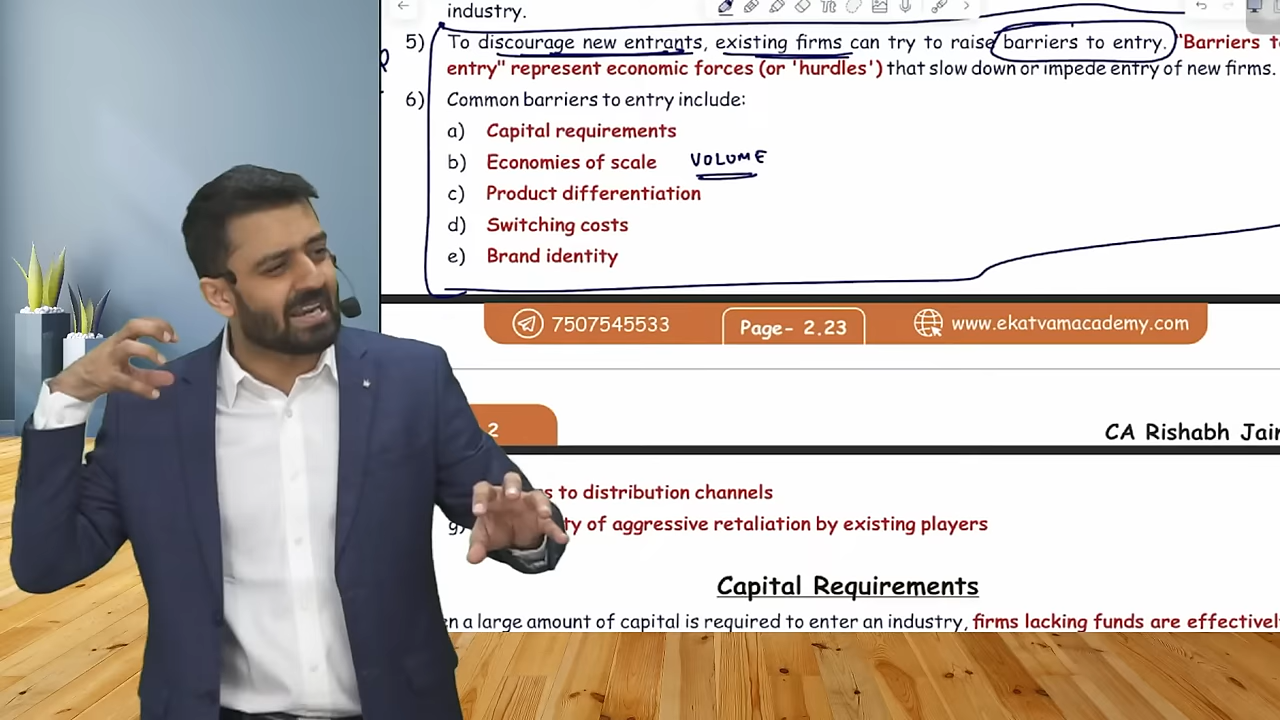 industry.
5) To discourage new entrants, existing firms can try to raise barriers to entry. "Barriers to
entry" represent economic forces (or 'hurdles') that slow down or impede entry of new firms.
6) Common barriers to entry include:
a) Capital requirements
b) Economies of scale VOLUME
c) Product differentiation
d) Switching costs
e) Brand identity
7507545533 Page- 2.23 www.ekatvamacademy.com
2
CA Rishabh Jain
to distribution channels
g) of aggressive retaliation by existing players
Capital Requirements
a large amount of capital is required to enter an industry, firms lacking funds are